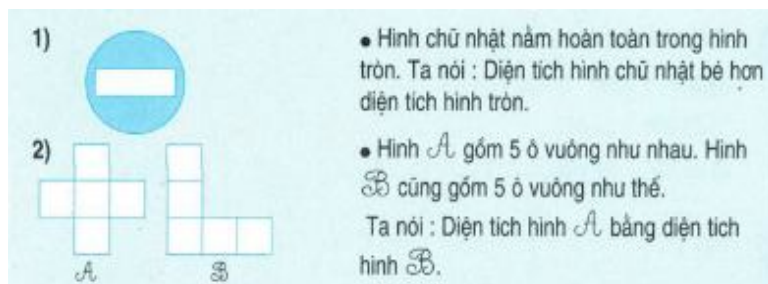 1)
● Hình chữ nhật nằm hoàn toàn trong hình
tròn. Ta nói : Diện tích hình chữ nhật bé hơn
diện tích hình tròn.
2)
● Hình A gồm 5 ô vuông như nhau. Hình
B cũng gồm 5 ô vuông như thế.
Ta nói : Diện tích hình A bằng diện tích
hình B.
A
B